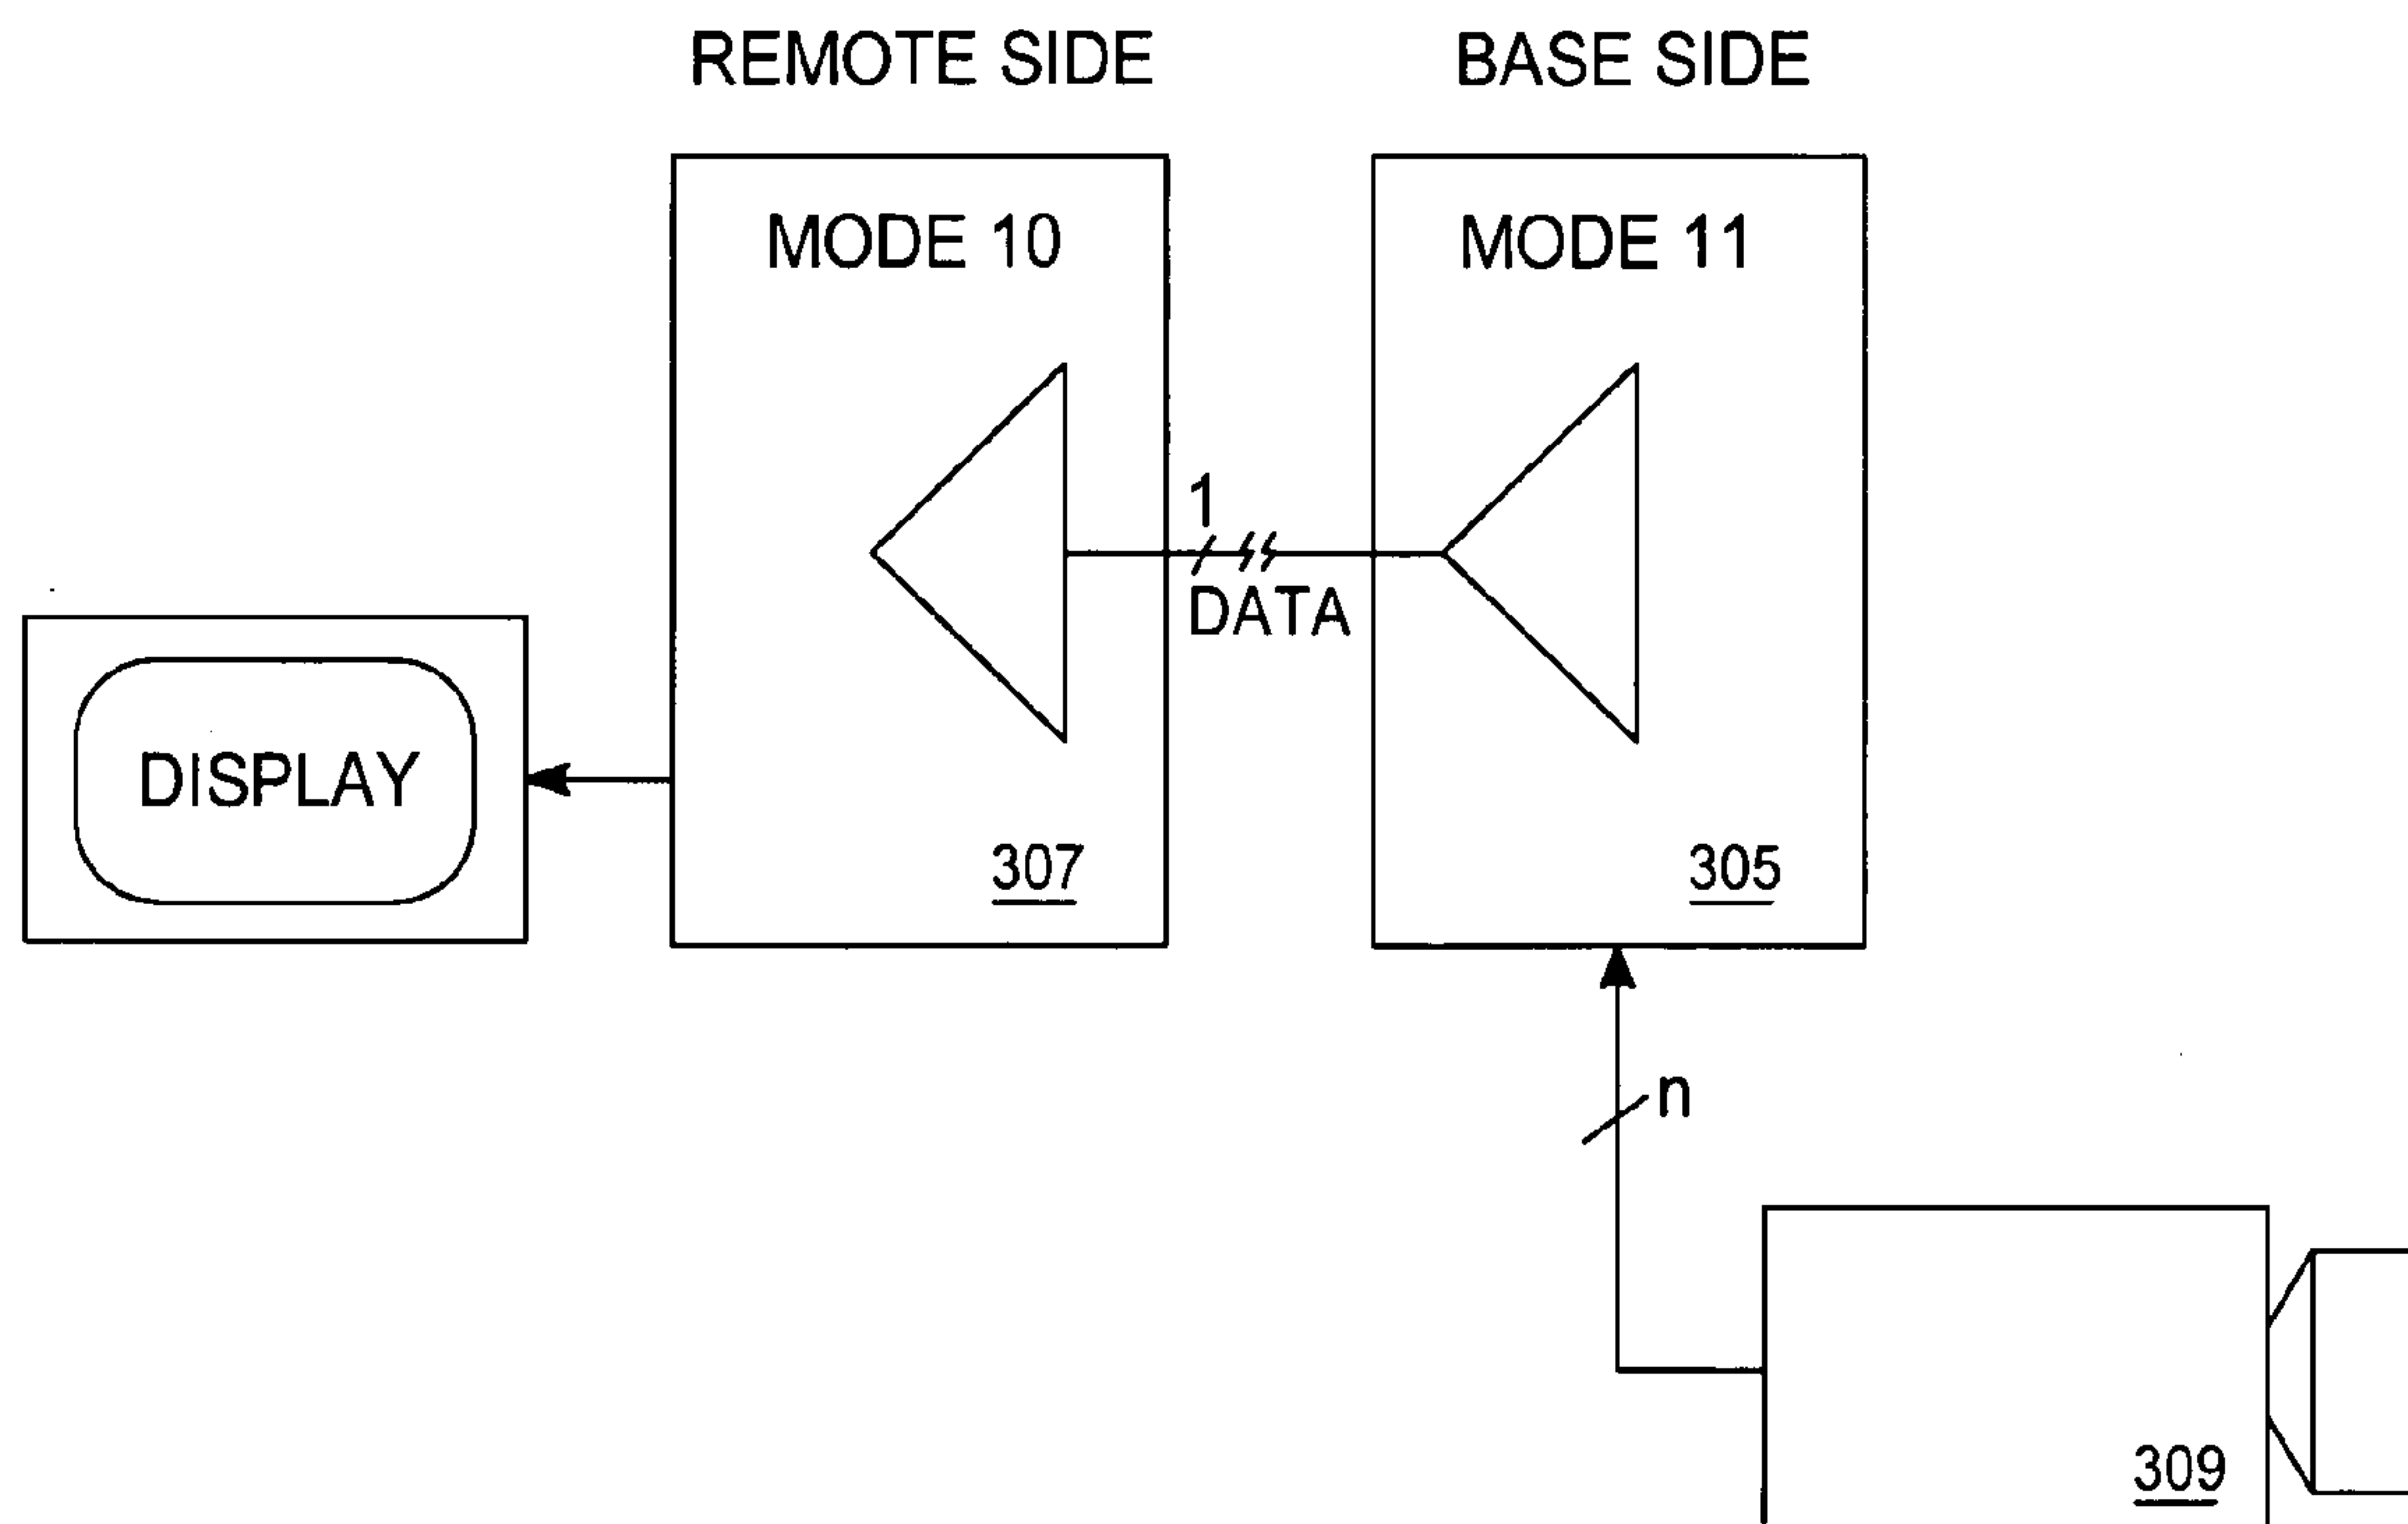 REMOTE SIDE
BASE SIDE
MODE 10
MODE 11
1
DATA
DISPLAY
307
305
n
309